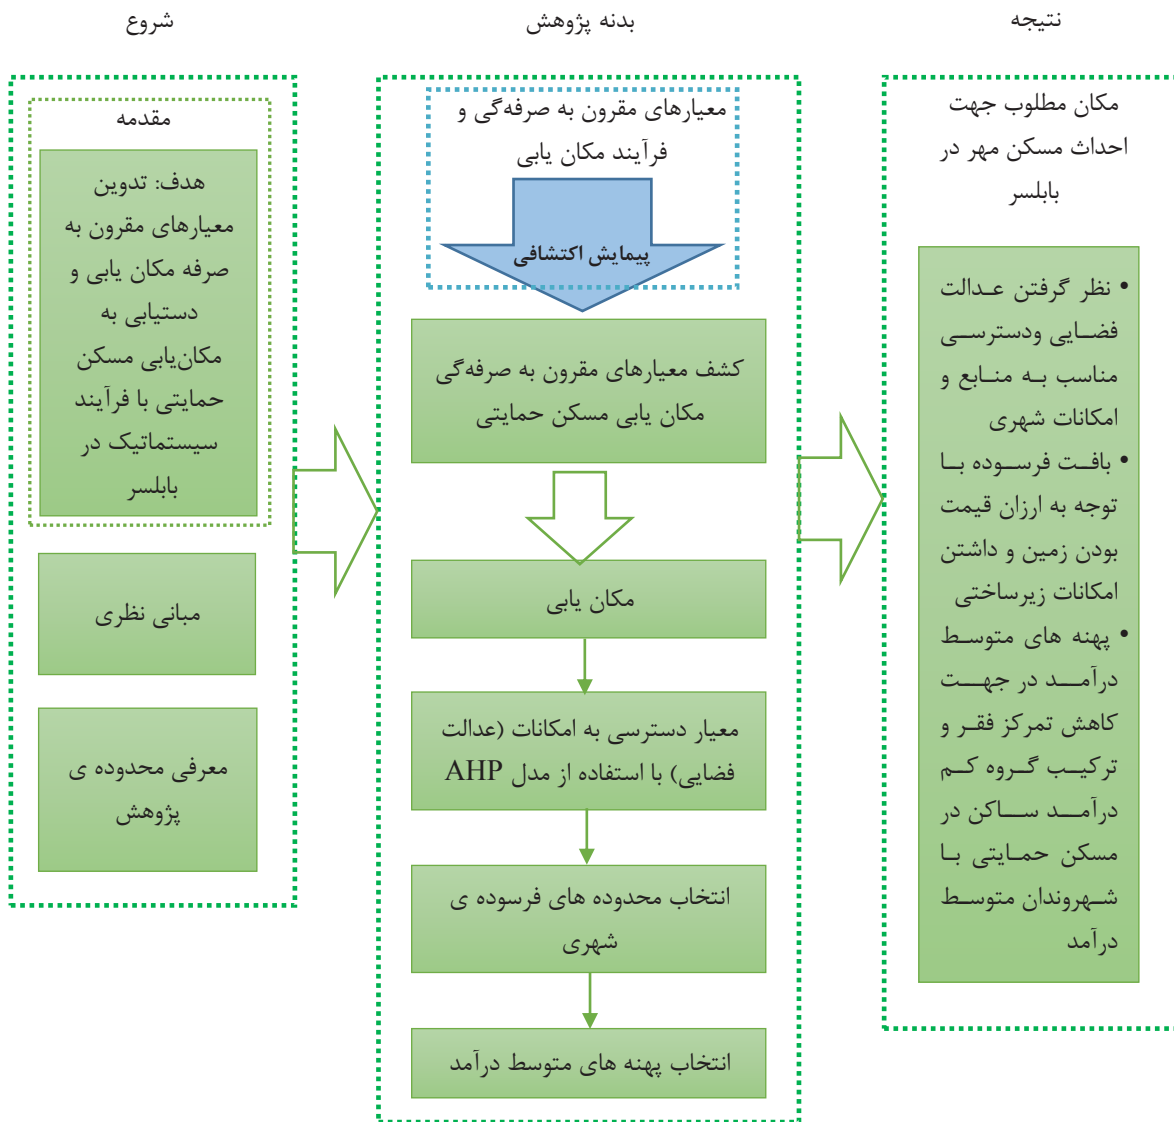 شروع
بدنه پژوهش
نتیجه
مقدمه
هدف: تدوین
معیارهای مقرون به
صرفه مکان یابی و
دستیابی به
مکان‌یابی مسکن
حمایتی با فرآیند
سیستماتیک در
بابلسر
مبانی نظری
معرفی محدوده ی
پژوهش
معیارهای مقرون به صرفه‌گی و
فرآیند مکان یابی
پیمایش اکتشافی
کشف معیارهای مقرون به صرفه‌گی
مکان یابی مسکن حمایتی
مکان یابی
معیار دسترسی به امکانات (عدالت
فضایی) با استفاده از مدل AHP
انتخاب محدوده های فرسوده ی
شهری
انتخاب پهنه های متوسط درآمد
مکان مطلوب جهت
احداث مسکن مهر در
بابلسر
• نظر گرفتن عدالت
فضایی ودسترسی
مناسب به منابع و
امکانات شهری
• بافت فرسوده با
توجه به ارزان قیمت
بودن زمین و داشتن
امکانات زیرساختی
• پهنه های متوسط
درآمد در جهت
کاهش تمرکز فقر و
ترکیب گروه کم
درآمد ساکن در
مسکن حمایتی با
شهروندان متوسط
درآمد